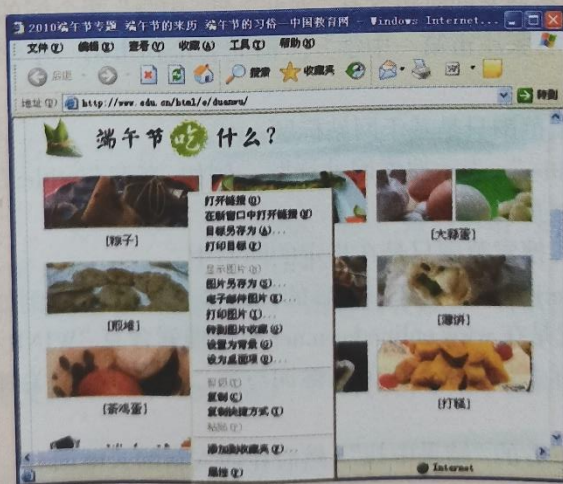 2010端午节专题 端午节的来历 端午节的习俗—中国教育网 - Windows Internet...
文件(F) 编辑(E) 查看(V) 收藏(A) 工具(T) 帮助(H)
后退 搜索 收藏夹
地址(D) http://www.edu.cn/html/e/duanwu/ 转到
端午节吃什么?
[粽子]
[大蒜蛋]
[煎堆]
[薄饼]
[茶鸡蛋]
[打糕]
打开链接(O)
在新窗口中打开链接(N)
目标另存为(A)...
打印目标(P)
显示图片(H)
图片另存为(S)...
电子邮件图片(E)...
打印图片(I)...
转到图片收藏(G)
设置为背景(G)
设为桌面项(D)...
剪切(T)
复制(C)
复制快捷方式(T)
粘贴(P)
添加到收藏夹(F)...
属性(R)
Internet